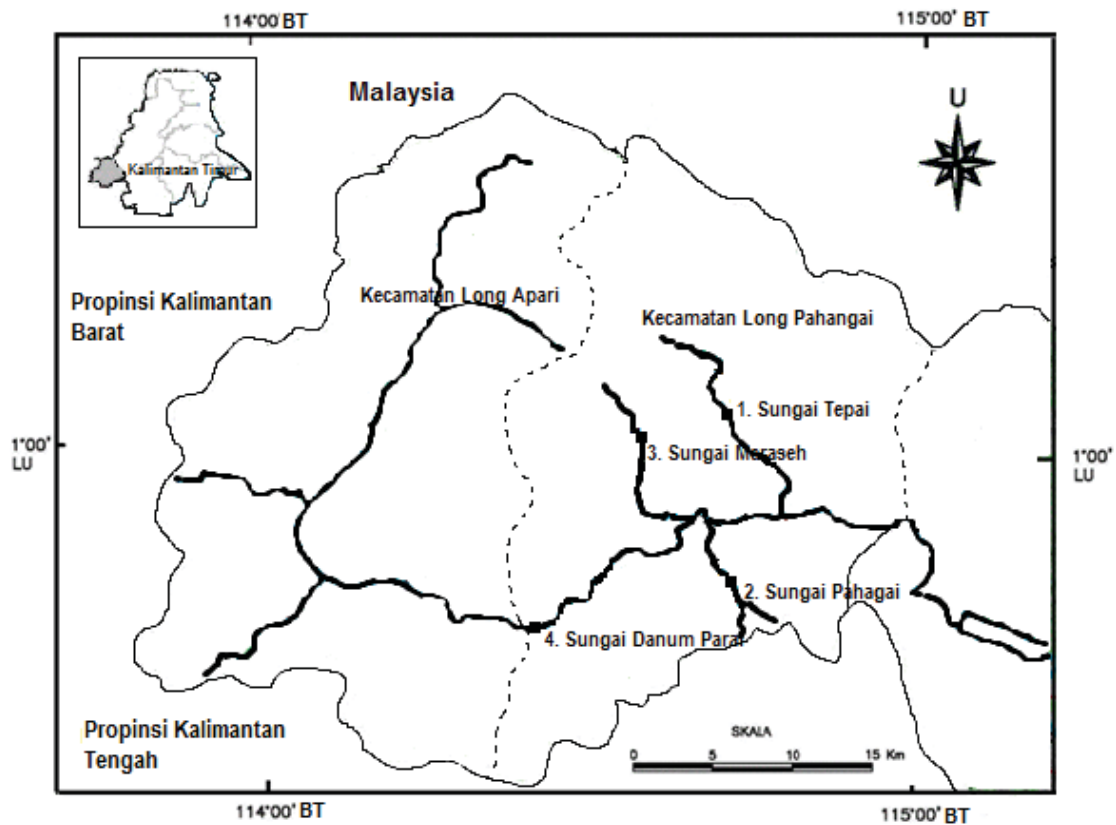 114°00' BT
115°00' BT
Malaysia
U
Kalimantan Timur
Propinsi Kalimantan
Barat
Kecamatan Long Apari
Kecamatan Long Pahangai
1. Sungai Tepai
1°00'
LU
3. Sungai Meraseh
1°00'
LU
2. Sungai Pahagai
4. Sungai Danum Parai
Propinsi Kalimantan
Tengah
SKALA
0 5 10 15 Km
114°00' BT
115°00' BT